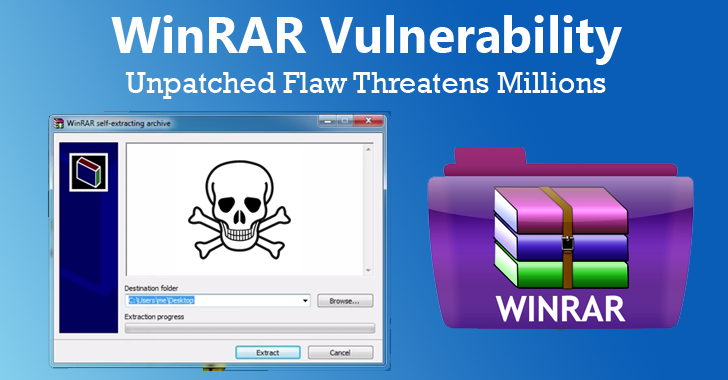 WinRAR Vulnerability
Unpatched Flaw Threatens Millions
WinRAR self-extracting archive
Destination folder
C:\Users\me\Desktop
Browse...
Extraction progress
Extract
Cancel
WINRAR